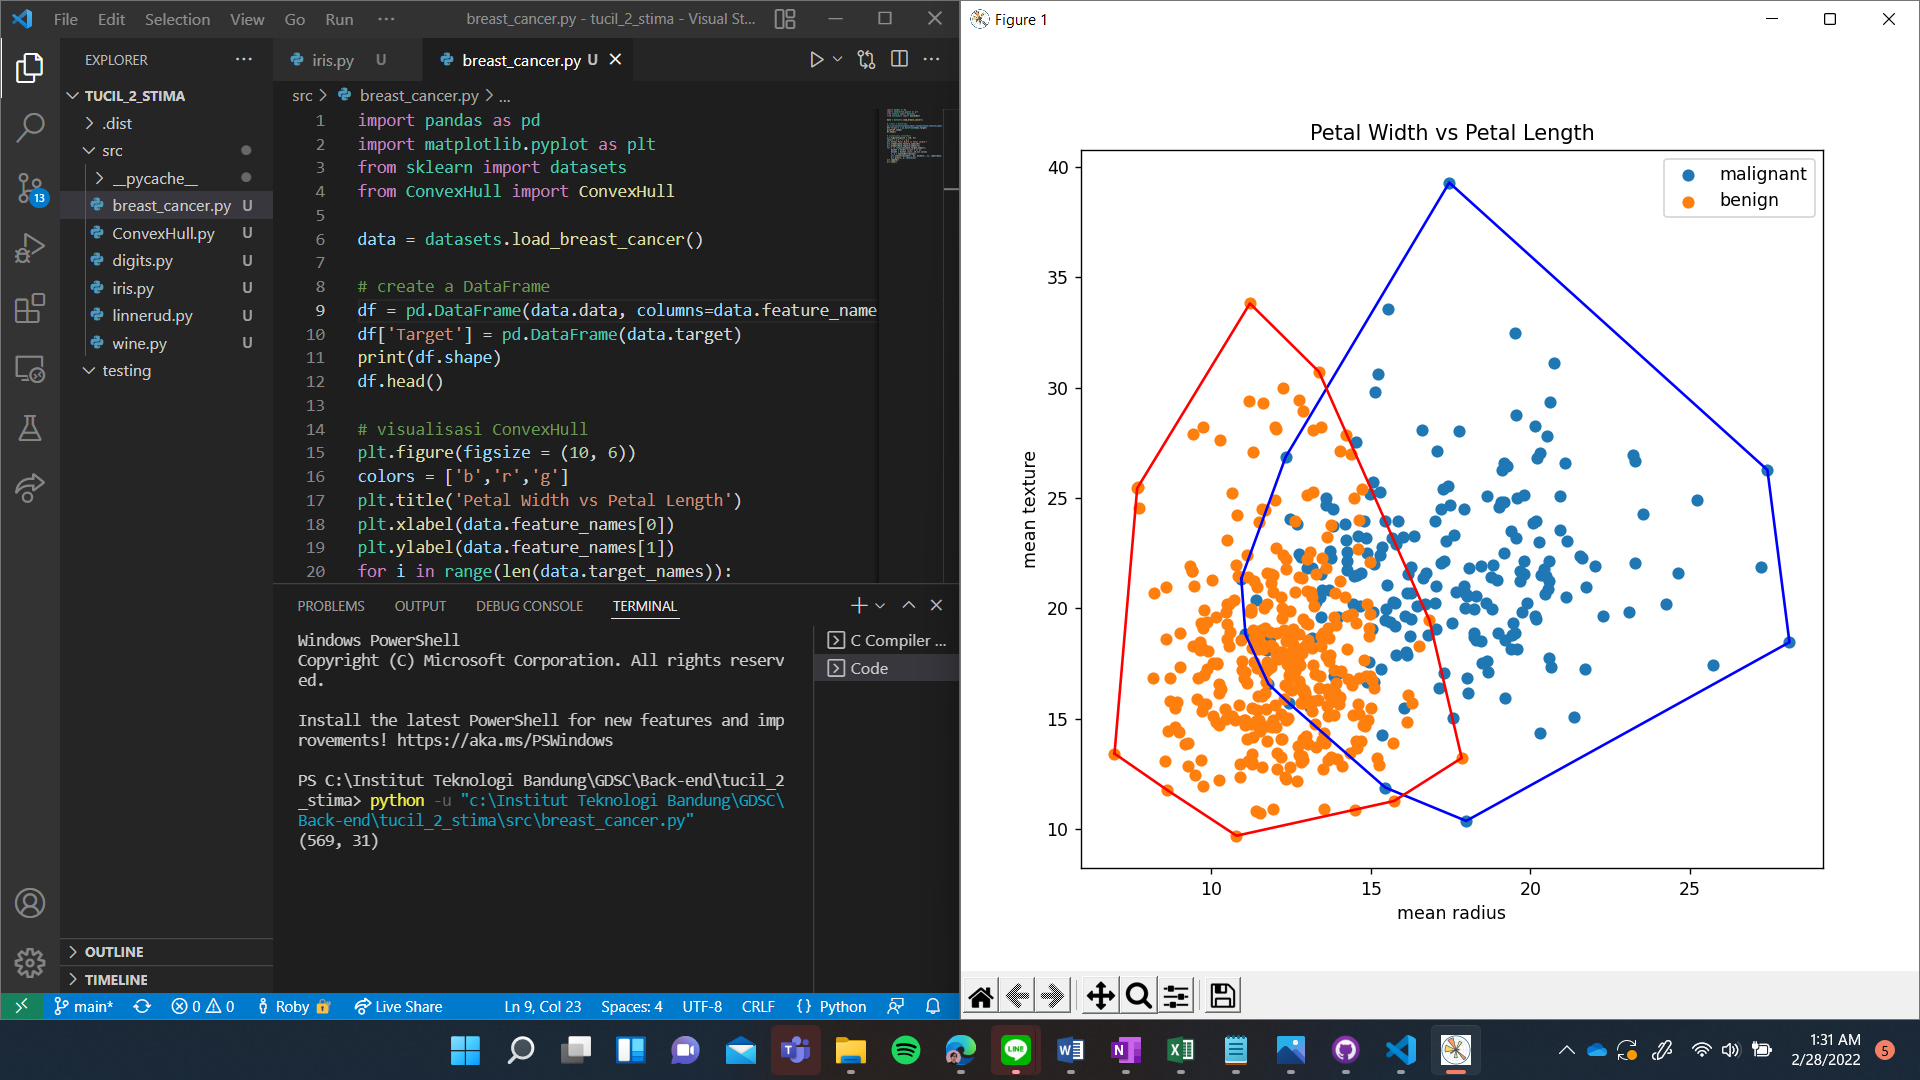 File Edit Selection View Go Run ··· breast_cancer.py - tucil_2_stima - Visual St...
EXPLORER ···
TUCIL_2_STIMA
.dist
src
__pycache__
breast_cancer.py U
ConvexHull.py U
digits.py U
iris.py U
linnerud.py U
wine.py U
testing
OUTLINE
TIMELINE
13
iris.py U breast_cancer.py U
src > breast_cancer.py > ...
1 import pandas as pd
2 import matplotlib.pyplot as plt
3 from sklearn import datasets
4 from ConvexHull import ConvexHull
5
6 data = datasets.load_breast_cancer()
7
8 # create a DataFrame
9 df = pd.DataFrame(data.data, columns=data.feature_name
10 df['Target'] = pd.DataFrame(data.target)
11 print(df.shape)
12 df.head()
13
14 # visualisasi ConvexHull
15 plt.figure(figsize = (10, 6))
16 colors = ['b','r','g']
17 plt.title('Petal Width vs Petal Length')
18 plt.xlabel(data.feature_names[0])
19 plt.ylabel(data.feature_names[1])
20 for i in range(len(data.target_names)):
PROBLEMS OUTPUT DEBUG CONSOLE TERMINAL
Windows PowerShell
Copyright (C) Microsoft Corporation. All rights reserv
ed.
Install the latest PowerShell for new features and imp
rovements! https://aka.ms/PSWindows
PS C:\Institut Teknologi Bandung\GDSC\Back-end\tucil_2
_stima> python -u "c:\Institut Teknologi Bandung\GDSC\
Back-end\tucil_2_stima\src\breast_cancer.py"
(569, 31)
C Compiler ...
Code
main* 0 0 Roby Live Share Ln 9, Col 23 Spaces: 4 UTF-8 CRLF {} Python
Figure 1
Petal Width vs Petal Length
malignant
benign
40
35
30
25
20
15
10
mean texture
10 15 20 25
mean radius
LINE
1:31 AM
2/28/2022
5